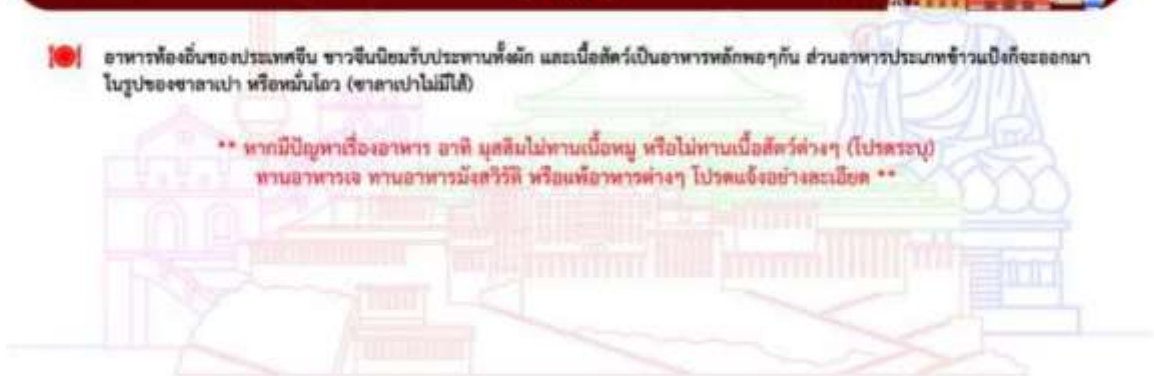 อาหารท้องถิ่นของประเทศจีน ชาวจีนนิยมรับประทานทั้งผัก และเนื้อสัตว์เป็นอาหารหลักพอๆกัน ส่วนอาหารประเภทข้าวแป้งก็จะออกมา
ในรูปของซาลาเปา หรือหมั่นโถว (ซาลาเปาไม่มีไส้)
** หากมีปัญหาเรื่องอาหาร อาทิ มุสลิมไม่ทานเนื้อหมู หรือไม่ทานเนื้อสัตว์ต่างๆ (โปรดระบุ)
ทานอาหารเจ ทานอาหารมังสวิรัติ หรือแพ้อาหารต่างๆ โปรดแจ้งอย่างละเอียด **